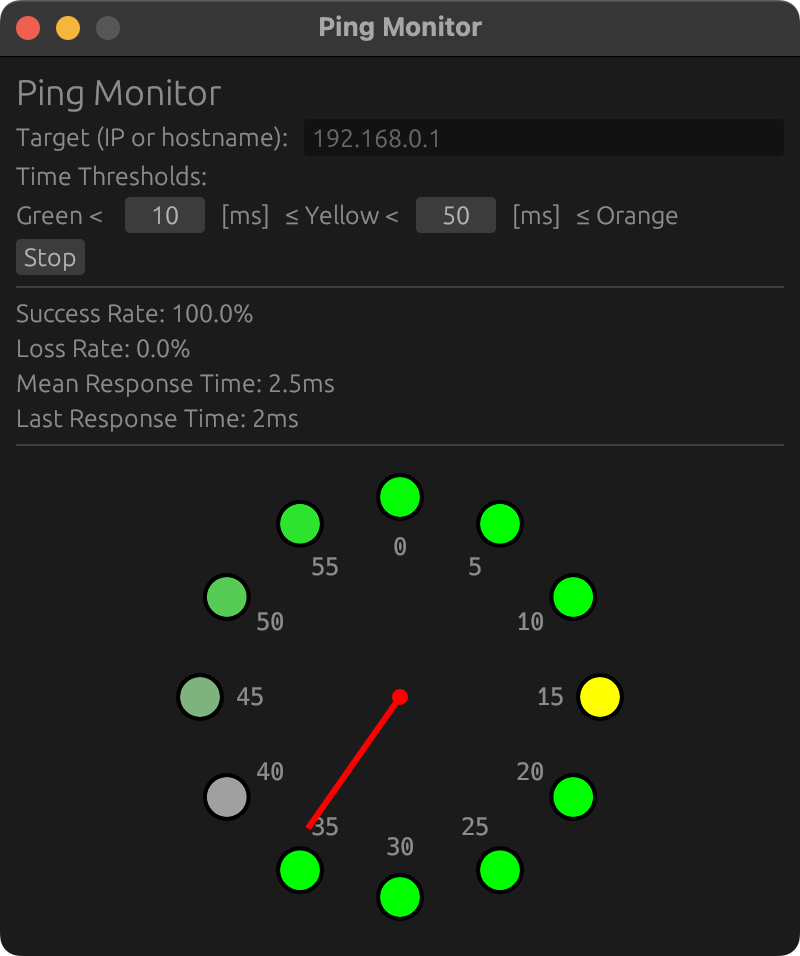 Ping Monitor
Ping Monitor
Target (IP or hostname): 192.168.0.1
Time Thresholds:
Green < 10 [ms] ≤ Yellow < 50 [ms] ≤ Orange
Stop
Success Rate: 100.0%
Loss Rate: 0.0%
Mean Response Time: 2.5ms
Last Response Time: 2ms
0
55 5
50 10
45 15
40 20
35 25
30